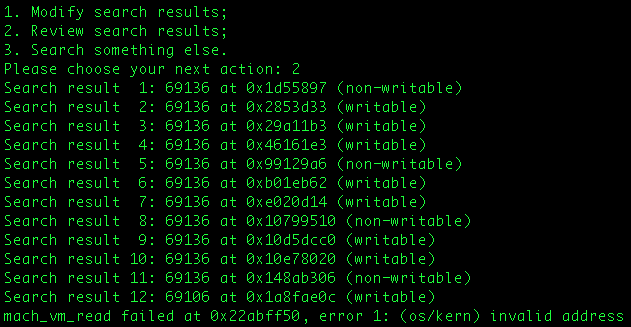 1. Modify search results;
2. Review search results;
3. Search something else.
Please choose your next action: 2
Search result  1: 69136 at 0x1d55897 (non-writable)
Search result  2: 69136 at 0x2853d33 (writable)
Search result  3: 69136 at 0x29a11b3 (writable)
Search result  4: 69136 at 0x46161e3 (writable)
Search result  5: 69136 at 0x99129a6 (non-writable)
Search result  6: 69136 at 0xb01eb62 (writable)
Search result  7: 69136 at 0xe020d14 (writable)
Search result  8: 69136 at 0x10799510 (non-writable)
Search result  9: 69136 at 0x10d5dcc0 (writable)
Search result 10: 69136 at 0x10e78020 (writable)
Search result 11: 69136 at 0x148ab306 (non-writable)
Search result 12: 69106 at 0x1a8fae0c (writable)
mach_vm_read failed at 0x22abff50, error 1: (os/kern) invalid address